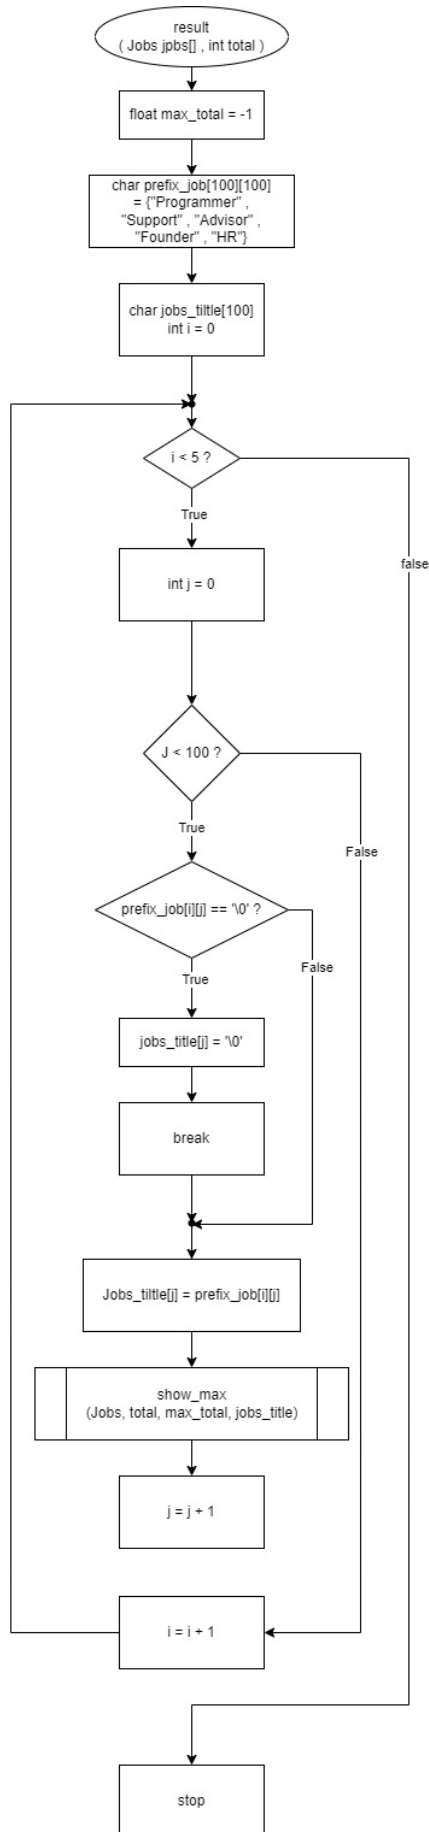 result
( Jobs jpbs[] , int total )
float max_total = -1
char prefix_job[100][100]
= {"Programmer" ,
"Support" , "Advisor" ,
"Founder" , "HR"}
char jobs_tiltle[100]
int i = 0
i < 5 ?
True
false
int j = 0
J < 100 ?
True
False
prefix_job[i][j] == '\0' ?
True
False
jobs_title[j] = '\0'
break
Jobs_tiltle[j] = prefix_job[i][j]
show_max
(Jobs, total, max_total, jobs_title)
j = j + 1
i = i + 1
stop